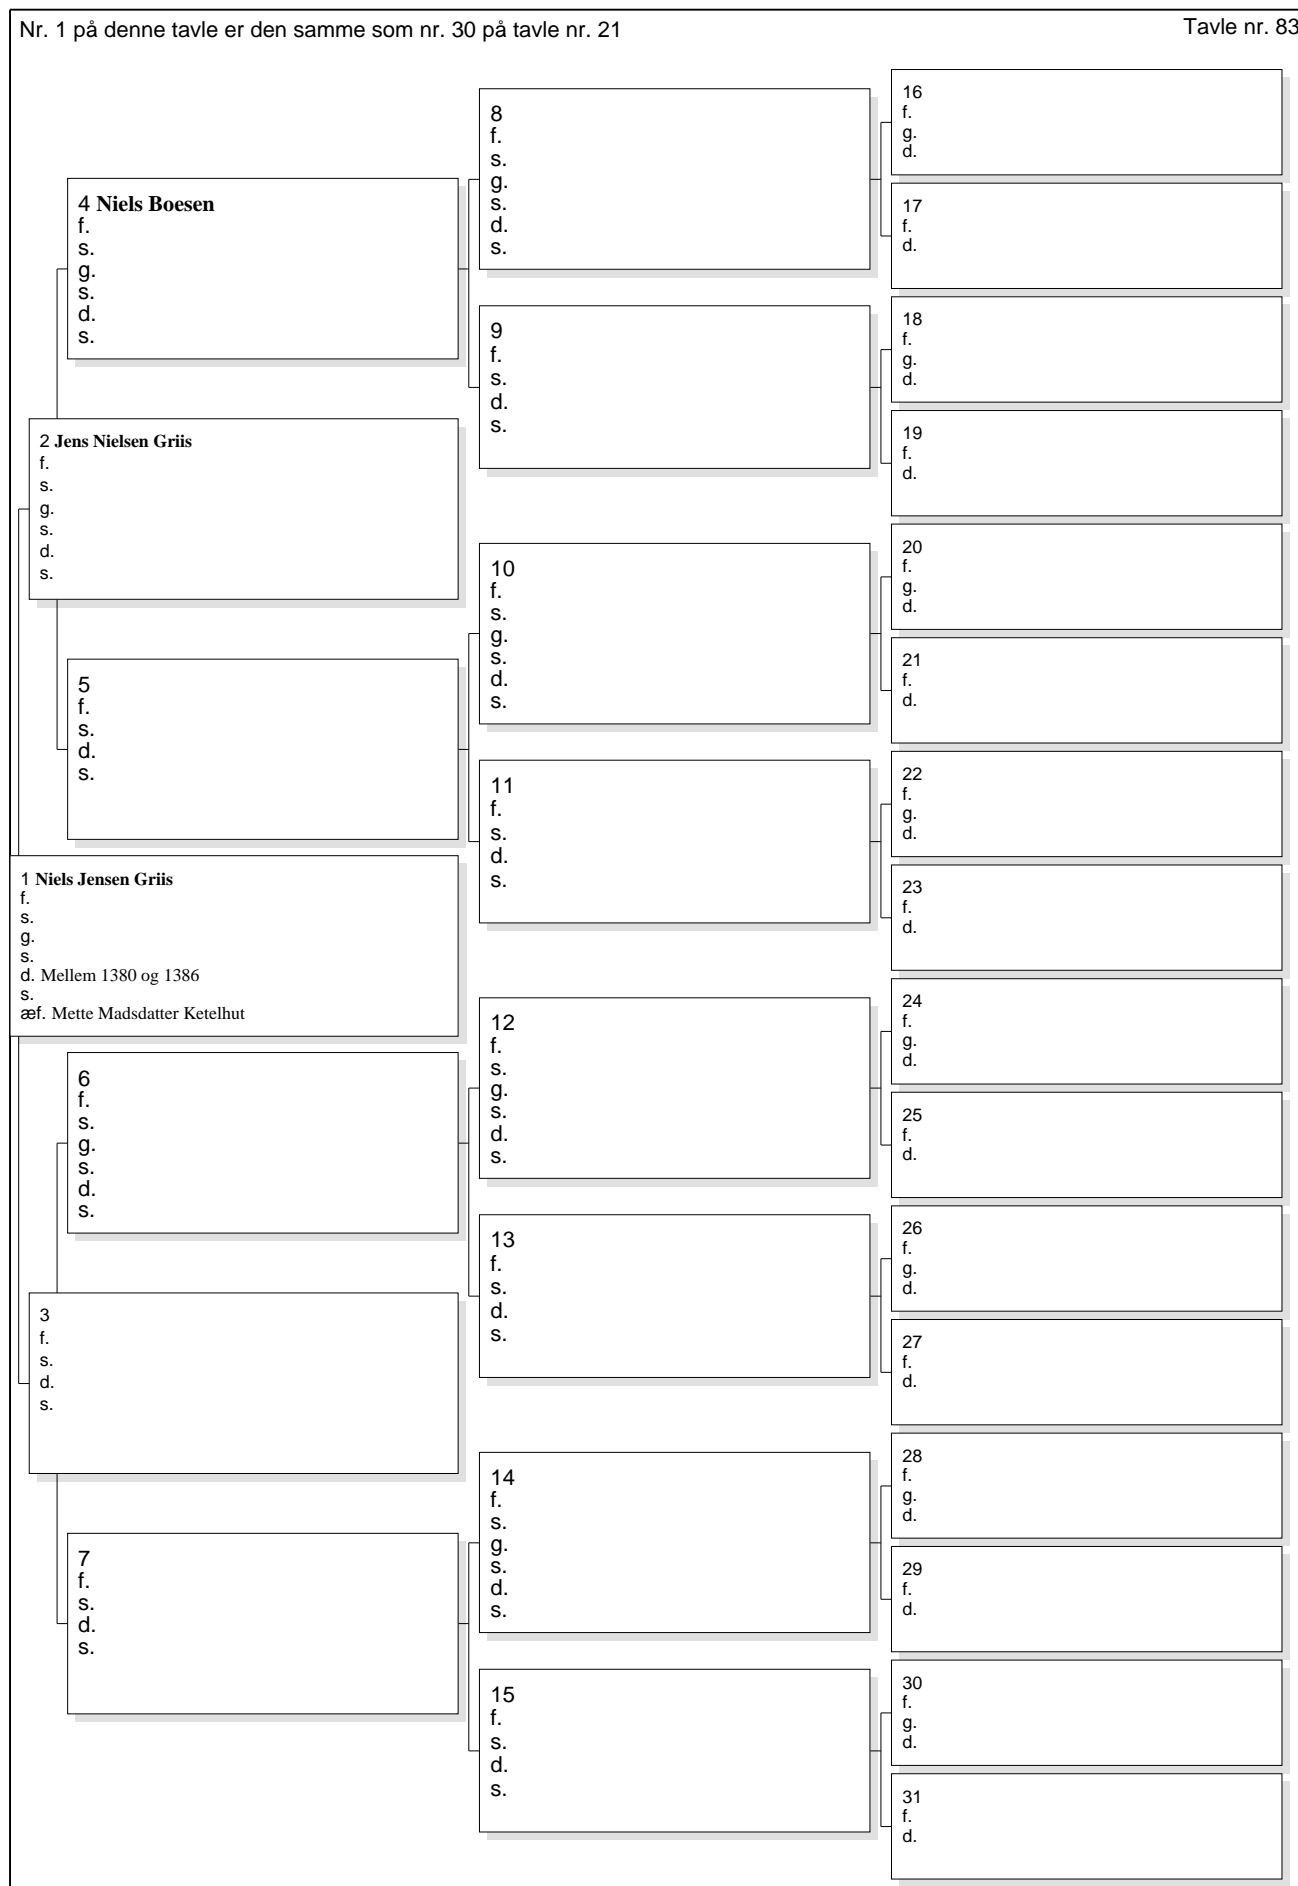 Nr. 1 på denne tavle er den samme som nr. 30 på tavle nr. 21
Tavle nr. 83
4 Niels Boesen
f.
s.
g.
s.
d.
s.
2 Jens Nielsen Griis
f.
s.
g.
s.
d.
s.
5
f.
s.
d.
s.
1 Niels Jensen Griis
f.
s.
g.
s.
d. Mellem 1380 og 1386
s.
æf. Mette Madsdatter Ketelhut
6
f.
s.
g.
s.
d.
s.
3
f.
s.
d.
s.
7
f.
s.
d.
s.
8
f.
s.
g.
s.
d.
s.
9
f.
s.
d.
s.
10
f.
s.
g.
s.
d.
s.
11
f.
s.
d.
s.
12
f.
s.
g.
s.
d.
s.
13
f.
s.
d.
s.
14
f.
s.
g.
s.
d.
s.
15
f.
s.
d.
s.
16
f.
g.
d.
17
f.
d.
18
f.
g.
d.
19
f.
d.
20
f.
g.
d.
21
f.
d.
22
f.
g.
d.
23
f.
d.
24
f.
g.
d.
25
f.
d.
26
f.
g.
d.
27
f.
d.
28
f.
g.
d.
29
f.
d.
30
f.
g.
d.
31
f.
d.